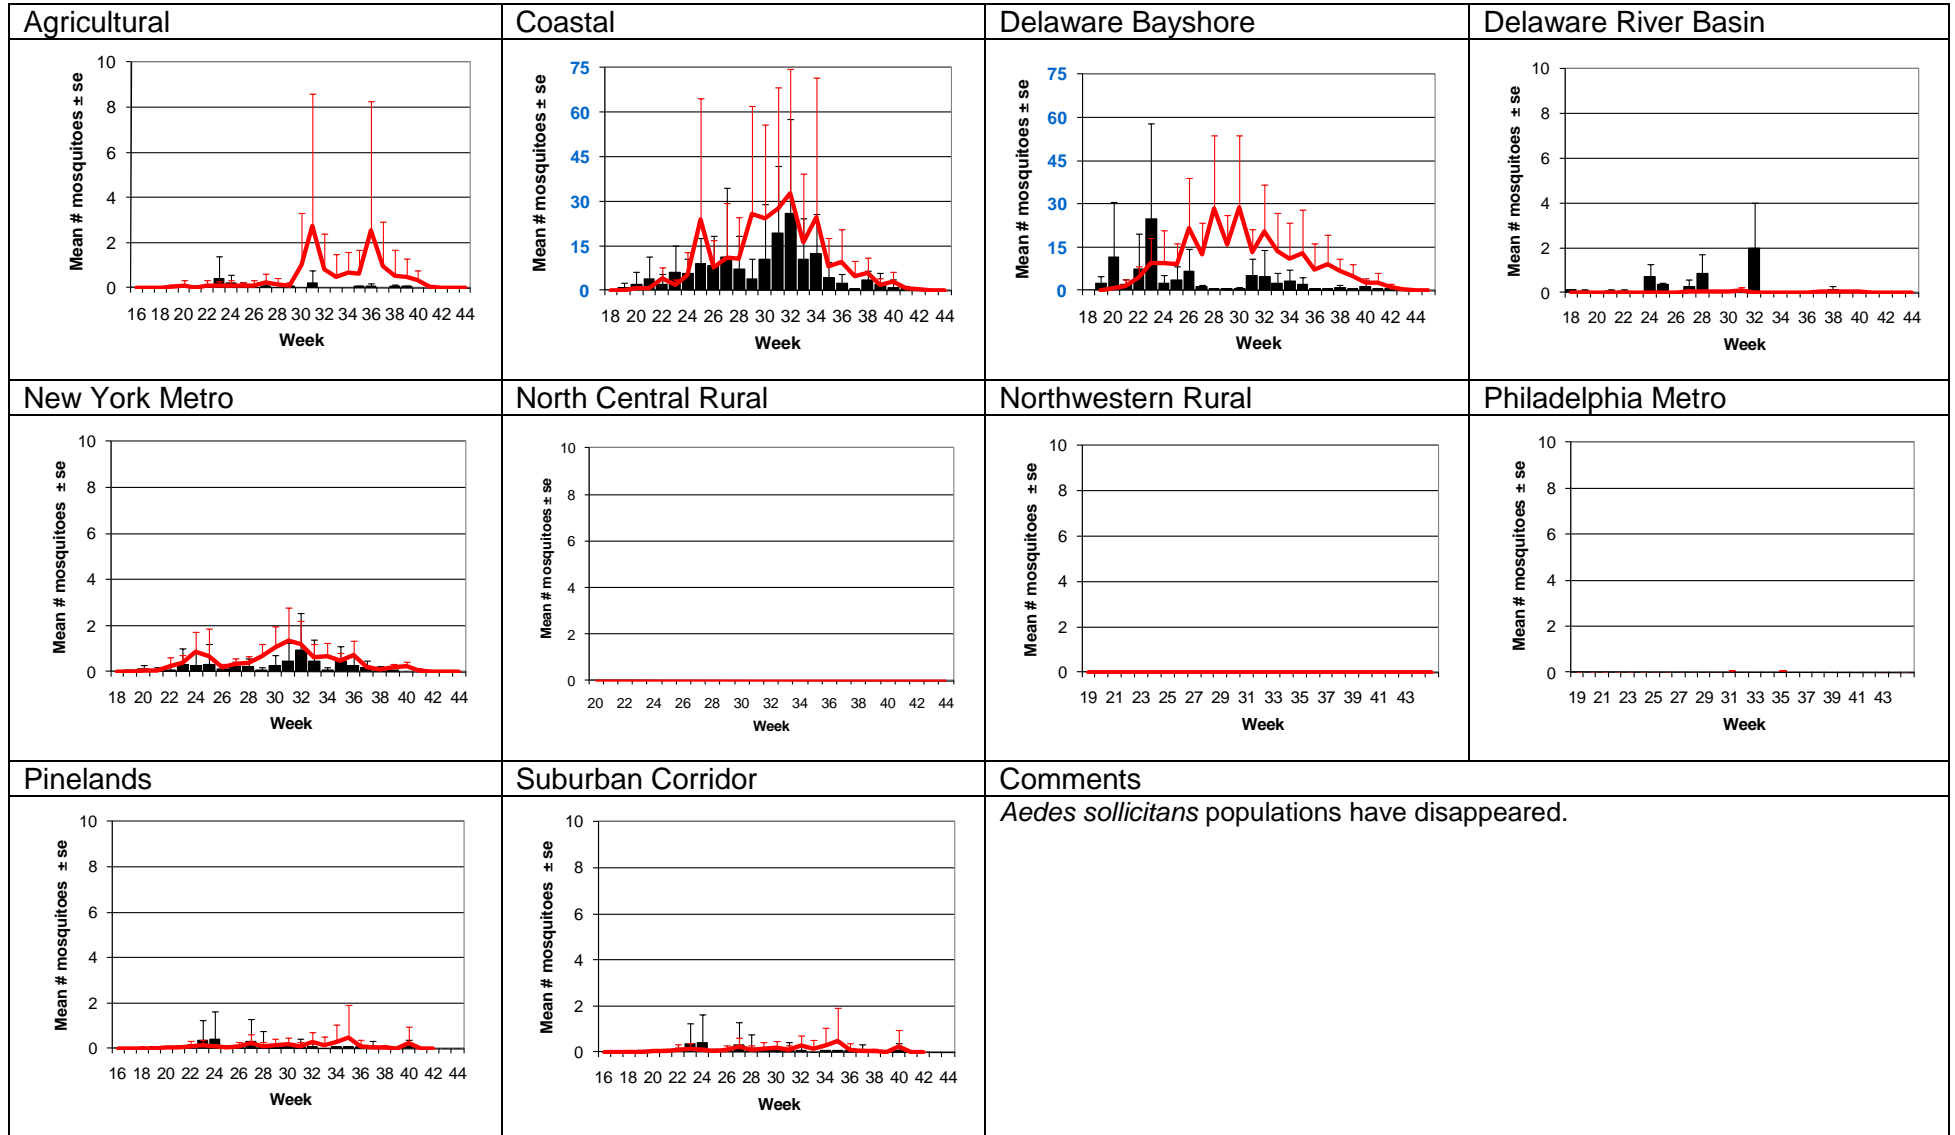 Agricultural
Coastal
Delaware Bayshore
Delaware River Basin
Mean # mosquitoes ± se
10
8
6
4
2
0
16 18 20 22 24 26 28 30 32 34 36 38 40 42 44
Week
Mean # mosquitoes ± se
75
60
45
30
15
0
18 20 22 24 26 28 30 32 34 36 38 40 42 44
Week
Mean # mosquitoes ± se
75
60
45
30
15
0
18 20 22 24 26 28 30 32 34 36 38 40 42 44
Week
Mean # mosquitoes ± se
10
8
6
4
2
0
18 20 22 24 26 28 30 32 34 36 38 40 42 44
Week
New York Metro
North Central Rural
Northwestern Rural
Philadelphia Metro
Mean # mosquitoes ± se
10
8
6
4
2
0
18 20 22 24 26 28 30 32 34 36 38 40 42 44
Week
Mean # mosquitoes ± se
10
8
6
4
2
0
20 22 24 26 28 30 32 34 36 38 40 42 44
Week
Mean # mosquitoes ± se
10
8
6
4
2
0
19 21 23 25 27 29 31 33 35 37 39 41 43
Week
Mean # mosquitoes ± se
10
8
6
4
2
0
19 21 23 25 27 29 31 33 35 37 39 41 43
Week
Pinelands
Suburban Corridor
Comments
Mean # mosquitoes ± se
10
8
6
4
2
0
16 18 20 22 24 26 28 30 32 34 36 38 40 42 44
Week
Mean # mosquitoes ± se
10
8
6
4
2
0
16 18 20 22 24 26 28 30 32 34 36 38 40 42 44
Week
Aedes sollicitans populations have disappeared.